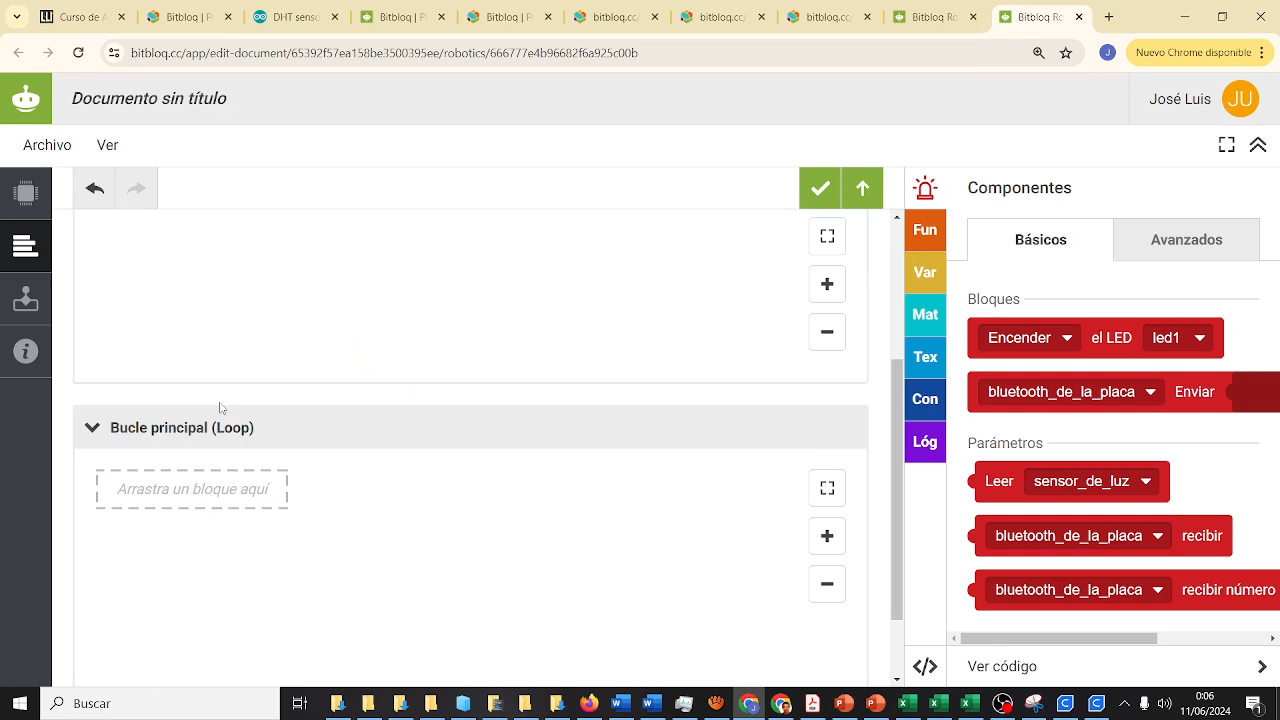 Curso de A
Bitbloq | Pi
DHT senso
Bitbloq | P
Bitbloq | P
bitbloq.cc/
bitbloq.cc/
bitbloq.cc/
Bitbloq Ro
Bitbloq Ro
bitbloq.cc/app/edit-document/65392f57ea158be3500395ee/robotics/666777e4b96682f6a925c00b
J
Nuevo Chrome disponible
Documento sin título
José Luis
JU
Archivo
Ver
Componentes
Fun
Var
Mat
Tex
Con
Lóg
Básicos
Avanzados
Bloques
Encender el LED led1
bluetooth_de_la_placa Enviar
Parámetros
Leer sensor_de_luz
bluetooth_de_la_placa recibir
bluetooth_de_la_placa recibir número
Bucle principal (Loop)
Arrastra un bloque aquí
Ver código
Buscar
0:06
11/06/2024